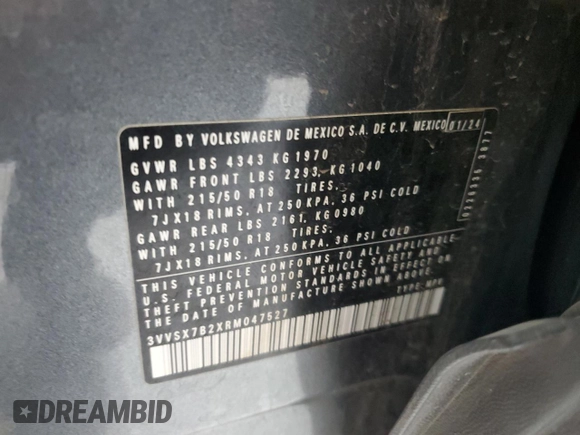 MFD BY VOLKSWAGEN DE MEXICO S.A. DE C.V. MEXICO 01/24
GVWR LBS 4343 KG 1970
GAWR FRONT LBS 2293, KG 1040
WITH 215/50 R18 TIRES.
7JX18 RIMS, AT 250 KPA, 36 PSI COLD
GAWR REAR LBS 2161, KG 0980
WITH 215/50 R18 TIRES.
7JX18 RIMS, AT 250 KPA, 36 PSI COLD
THIS VEHICLE CONFORMS TO ALL APPLICABLE
U.S. FEDERAL MOTOR VEHICLE SAFETY AND
THEFT PREVENTION STANDARDS IN EFFECT ON
THE DATE OF MANUFACTURE SHOWN ABOVE.
3VVSX7B2XRM047527 TYPE: MPV
DREAMBID